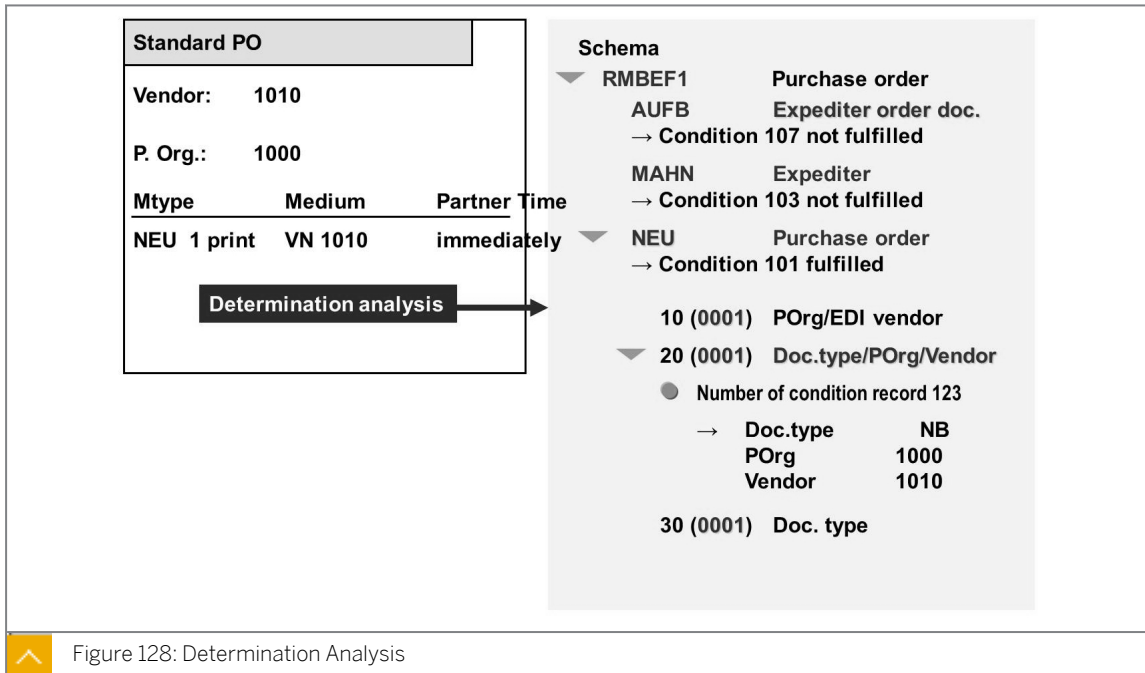 Standard PO
Vendor: 1010
P. Org.: 1000
Mtype Medium Partner Time
NEU 1 print VN 1010 immediately
Determination analysis
Schema
RMBEF1 Purchase order
AUFB Expediter order doc.
→ Condition 107 not fulfilled
MAHN Expediter
→ Condition 103 not fulfilled
NEU Purchase order
→ Condition 101 fulfilled
10 (0001) POrg/EDI vendor
20 (0001) Doc.type/POrg/Vendor
Number of condition record 123
→ Doc.type NB
POrg 1000
Vendor 1010
30 (0001) Doc. type
Figure 128: Determination Analysis